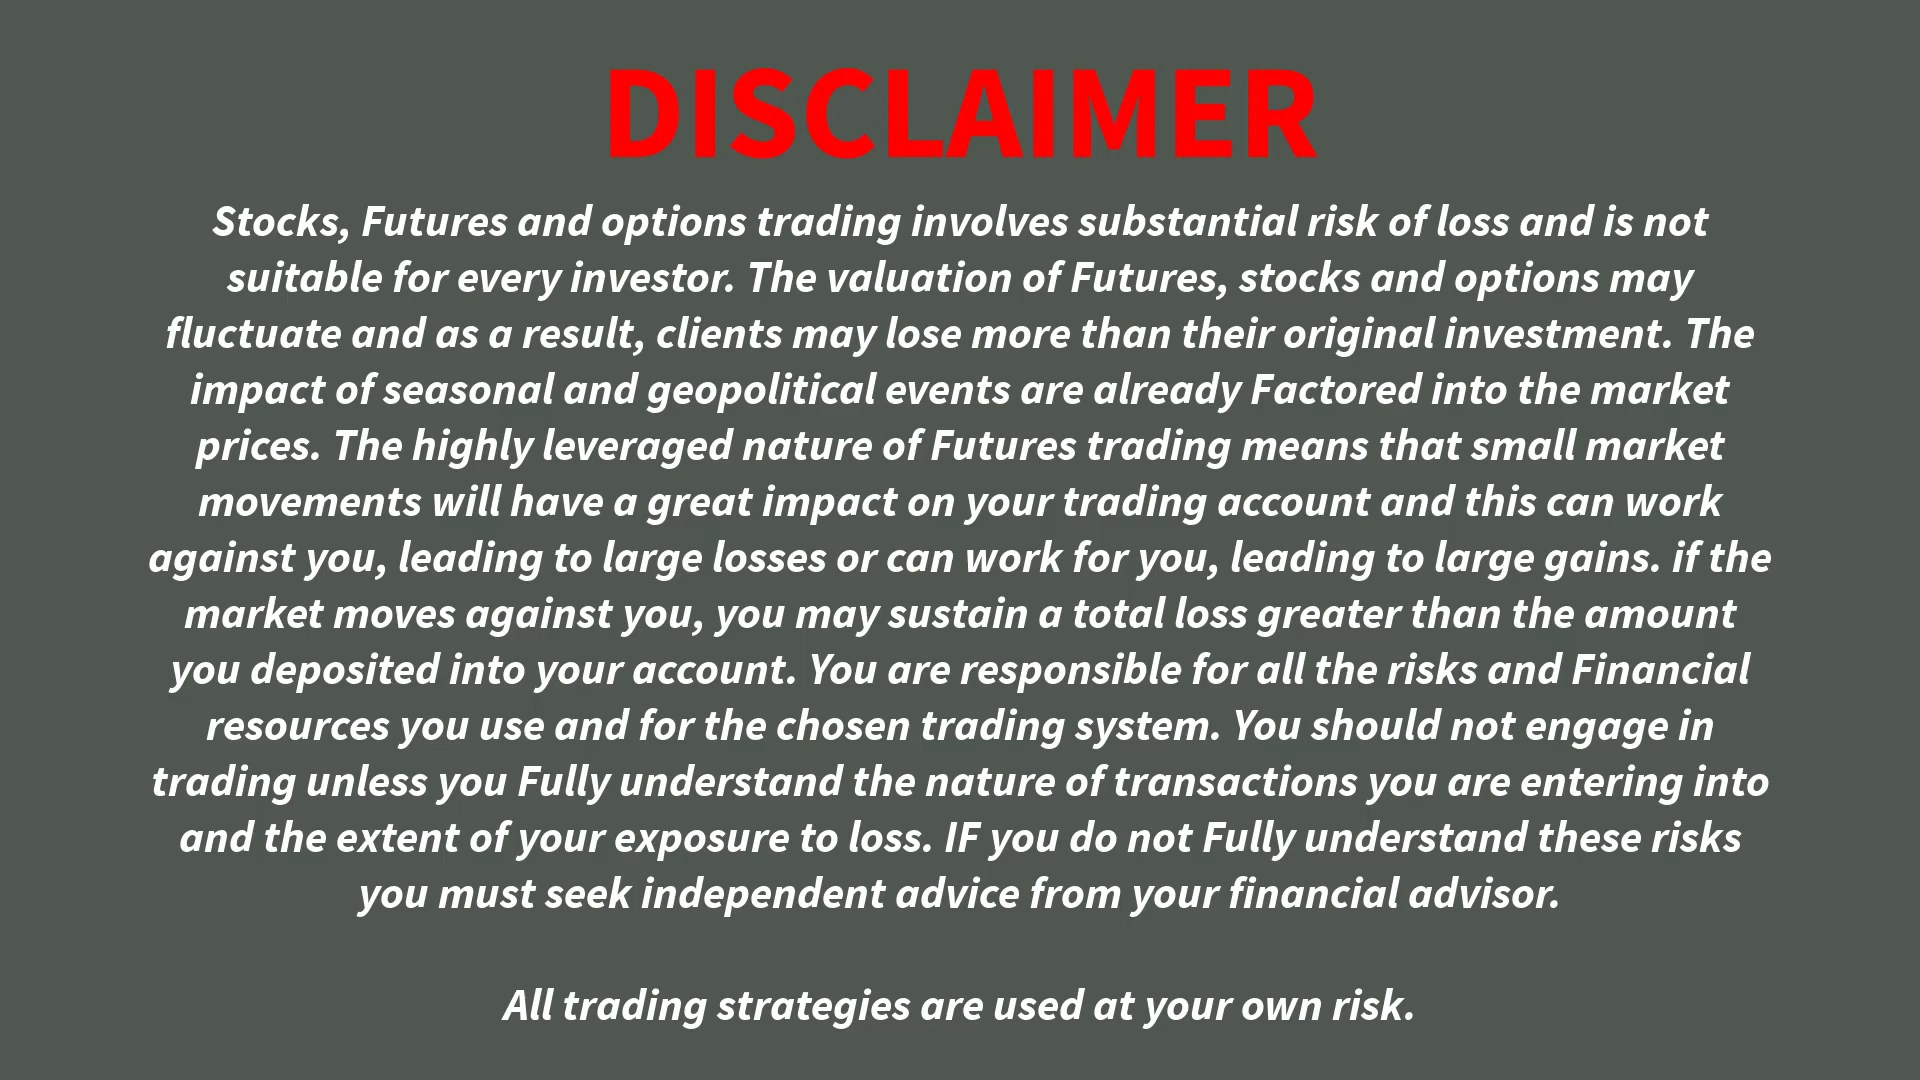 DISCLAIMER
Stocks, Futures and options trading involves substantial risk of loss and is not
suitable for every investor. The valuation of Futures, stocks and options may
fluctuate and as a result, clients may lose more than their original investment. The
impact of seasonal and geopolitical events are already Factored into the market
prices. The highly leveraged nature of Futures trading means that small market
movements will have a great impact on your trading account and this can work
against you, leading to large losses or can work for you, leading to large gains. if the
market moves against you, you may sustain a total loss greater than the amount
you deposited into your account. You are responsible for all the risks and Financial
resources you use and for the chosen trading system. You should not engage in
trading unless you Fully understand the nature of transactions you are entering into
and the extent of your exposure to loss. IF you do not Fully understand these risks
you must seek independent advice from your financial advisor.
All trading strategies are used at your own risk.